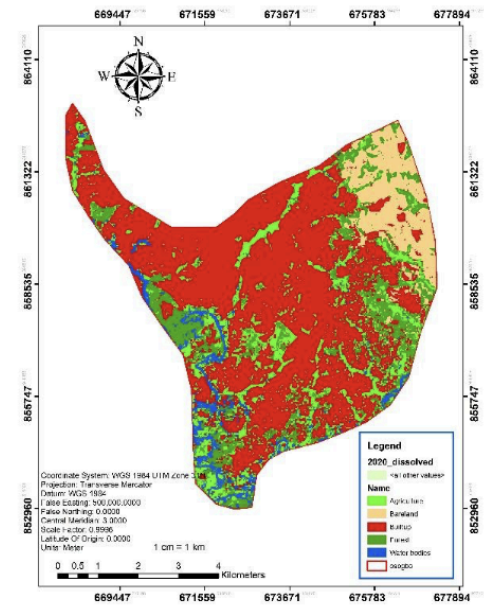 669447 671559 673671 675783 677894
864110
N
W E
S
864110
861322
861322
858535
858535
855747
855747
Legend
2020_dissolved
<all other values>
Name
Agriculture
Bareland
Builtup
Forest
Water bodies
osogbo
Coordinate System: WGS 1984 UTM Zone
Projection: Transverse Mercator
Datum: WGS 1984
False Easting: 500,000.0000
False Northing: 0.0000
Central Meridian: 3.0000
Scale Factor: 0.9996
Latitude Of Origin: 0.0000
Units: Meter
1 cm = 1 km
852960
852960
0 0.5 1 2 3 4
Kilometers
669447 671559 673671 675783 677894